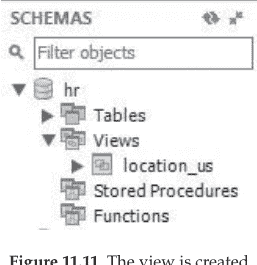 SCHEMAS
Filter objects
hr
Tables
Views
location_us
Stored Procedures
Functions
Figure 11.11 The view is created